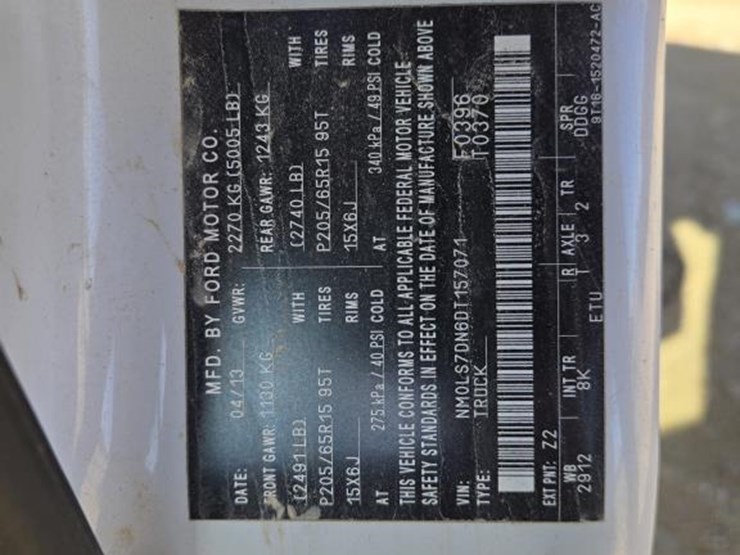 MFD. BY FORD MOTOR CO.
DATE: 04/13 GVWR: 2270 KG (5005 LB)
FRONT GAWR: 1130 KG REAR GAWR: 1243 KG
(2491 LB) WITH (2740 LB) WITH
P205/65R15 95T TIRES P205/65R15 95T TIRES
15X6J RIMS 15X6J RIMS
AT 275 kPa / 40 PSI COLD AT 340 kPa / 49 PSI COLD
THIS VEHICLE CONFORMS TO ALL APPLICABLE FEDERAL MOTOR VEHICLE
SAFETY STANDARDS IN EFFECT ON THE DATE OF MANUFACTURE SHOWN ABOVE
VIN: NM0LS7DN6DT157071 F0396
TYPE: TRUCK T0370
EXT PNT: Z2
WB INT TR R AXLE TR SPR
2912 8K 1 3 2 DDGG
ETU 9T16-1520472-AC